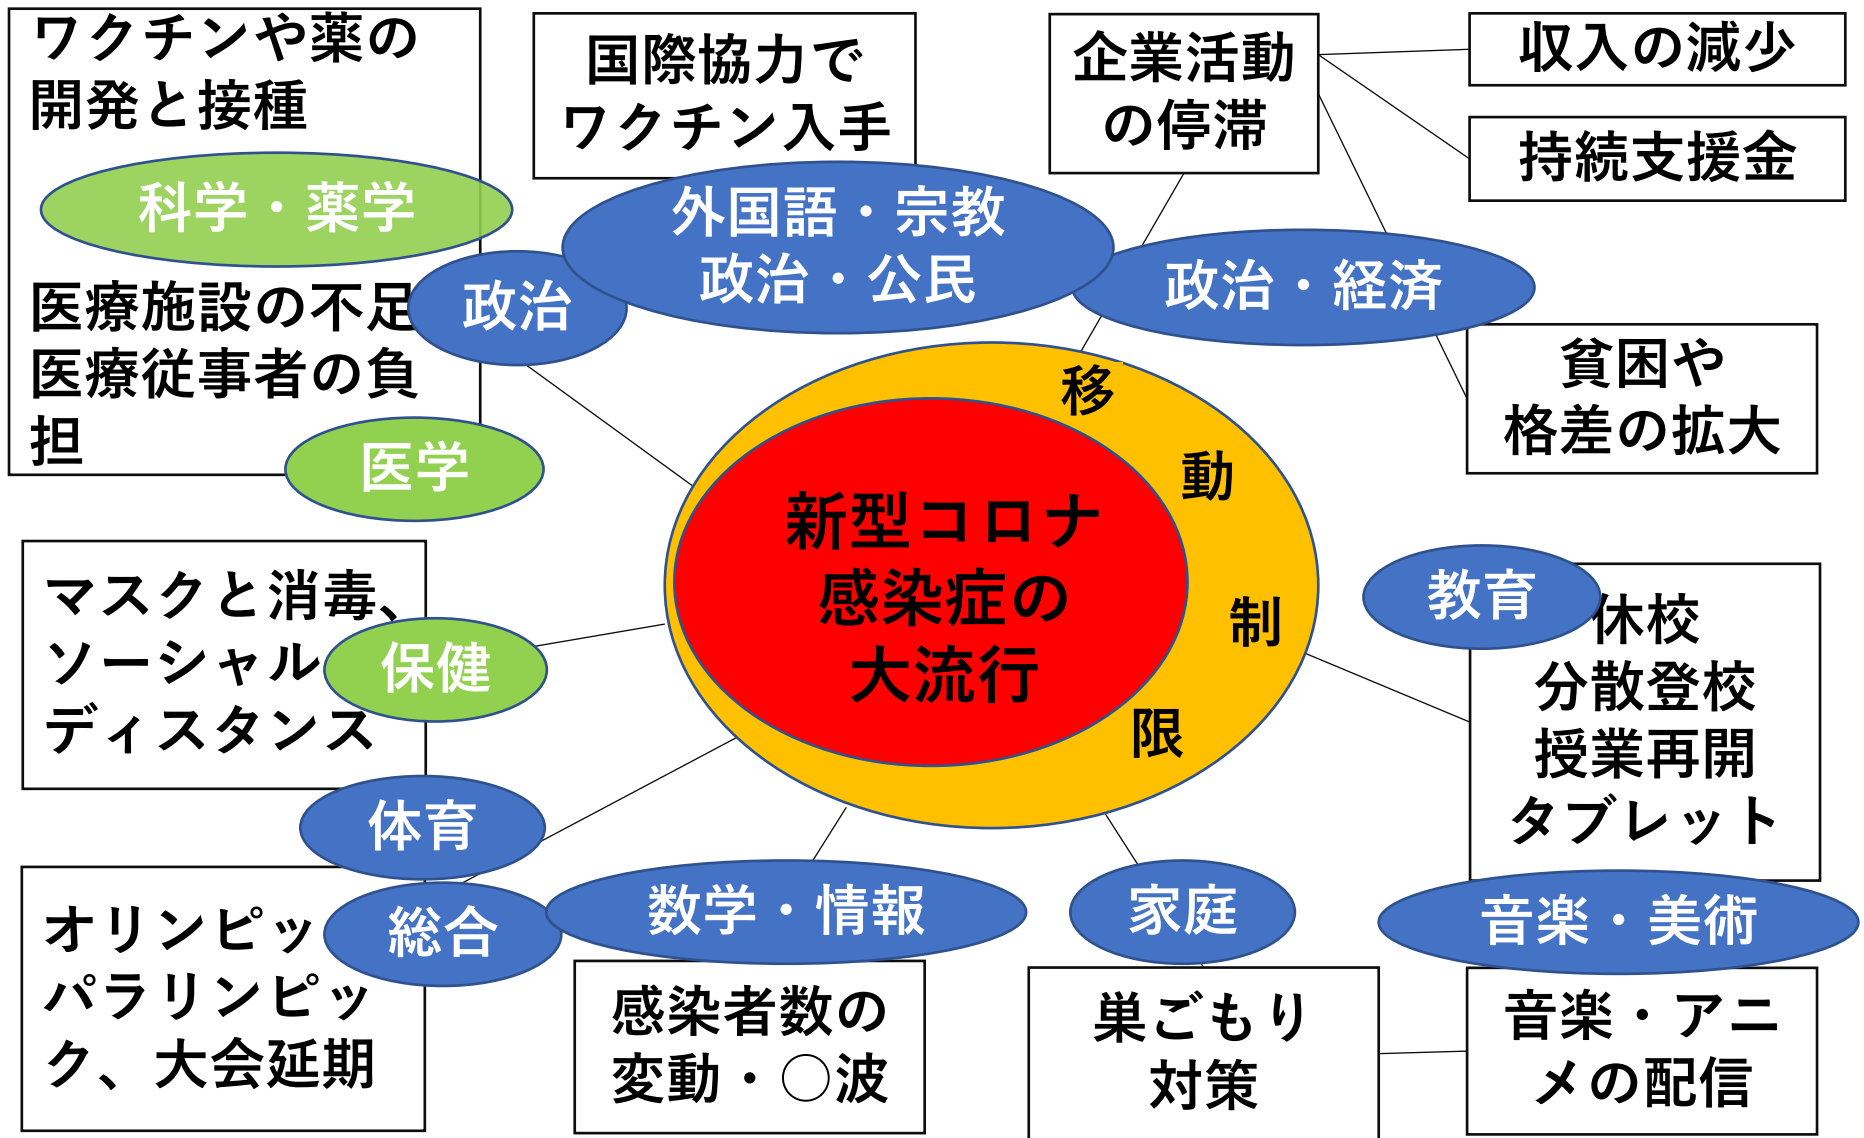 ワクチンや薬の
開発と接種
科学・薬学
医療施設の不足
医療従事者の負
担
政治
医学
国際協力で
ワクチン入手
外国語・宗教
政治・公民
企業活動
の停滞
政治・経済
収入の減少
持続支援金
貧困や
格差の拡大
移
動
制
限
新型コロナ
感染症の
大流行
マスクと消毒、
ソーシャル
ディスタンス
保健
体育
総合
オリンピッ
パラリンピッ
ク、大会延期
数学・情報
感染者数の
変動・〇波
家庭
巣ごもり
対策
教育
休校
分散登校
授業再開
タブレット
音楽・美術
音楽・アニ
メの配信